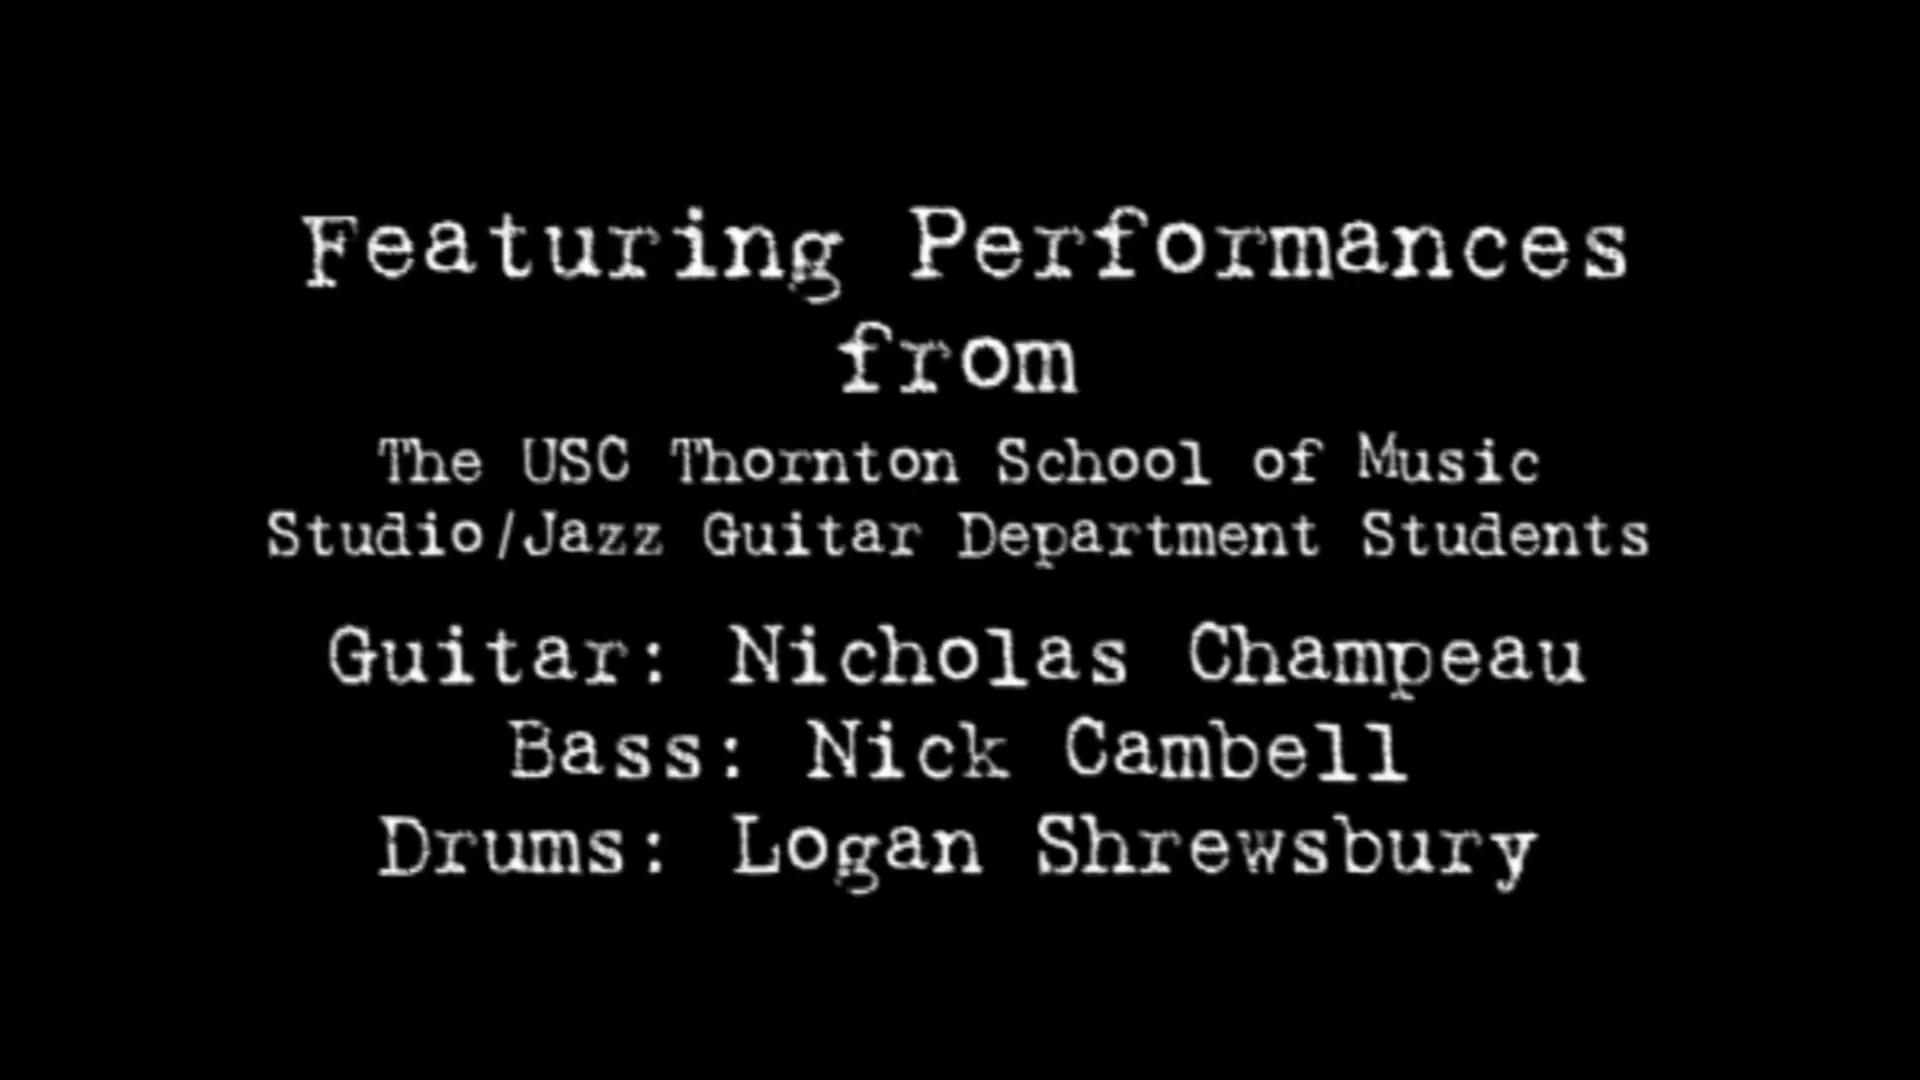 Featuring Performances
from
The USC Thornton School of Music
Studio/Jazz Guitar Department Students
Guitar: Nicholas Champeau
Bass: Nick Cambell
Drums: Logan Shrewsbury